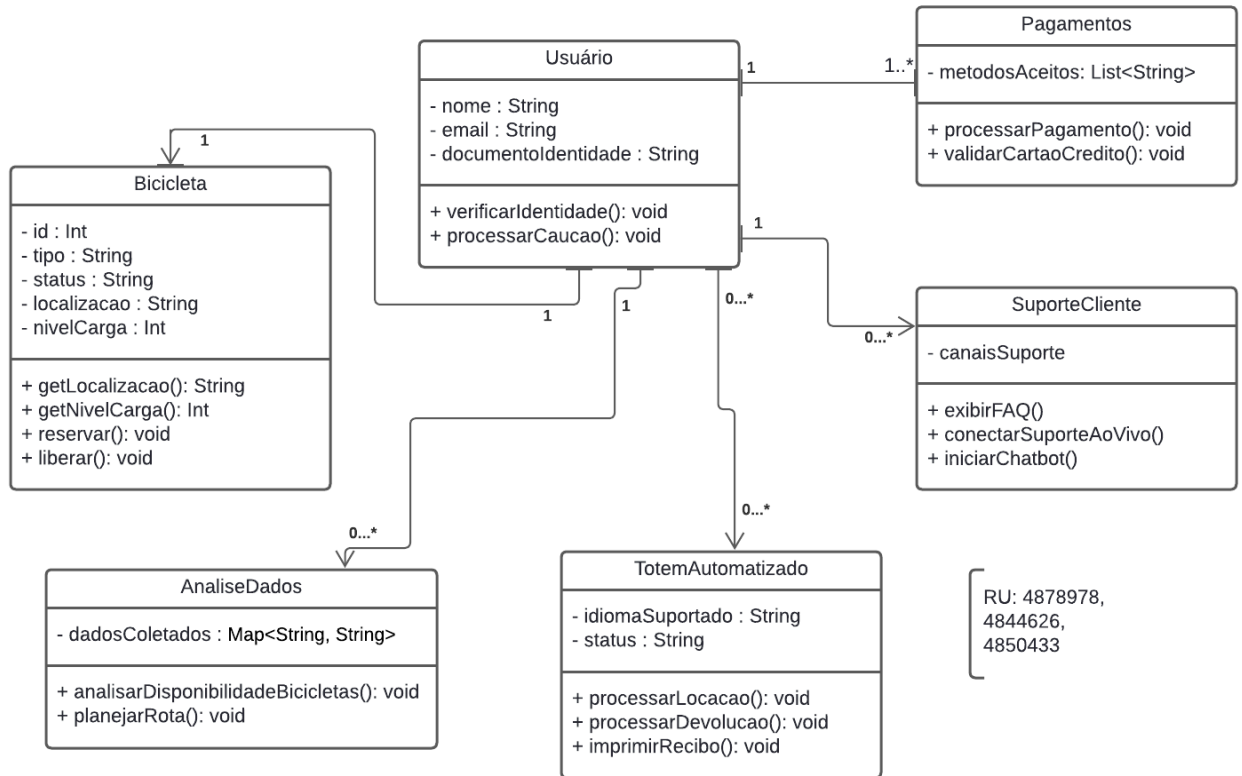 Pagamentos
- metodosAceitos: List<String>
+ processarPagamento(): void
+ validarCartaoCredito(): void
Usuário
- nome : String
- email : String
- documentoIdentidade : String
+ verificarIdentidade(): void
+ processarCaucao(): void
1
1..*
1
Bicicleta
- id : Int
- tipo : String
- status : String
- localizacao : String
- nivelCarga : Int
+ getLocalizacao(): String
+ getNivelCarga(): Int
+ reservar(): void
+ liberar(): void
1
0...*
SuporteCliente
- canaisSuporte
+ exibirFAQ()
+ conectarSuporteAoVivo()
+ iniciarChatbot()
1
1
0...*
0...*
0...*
AnaliseDados
- dadosColetados : Map<String, String>
+ analisarDisponibilidadeBicicletas(): void
+ planejarRota(): void
TotemAutomatizado
- idiomaSuportado : String
- status : String
+ processarLocacao(): void
+ processarDevolucao(): void
+ imprimirRecibo(): void
RU: 4878978,
4844626,
4850433